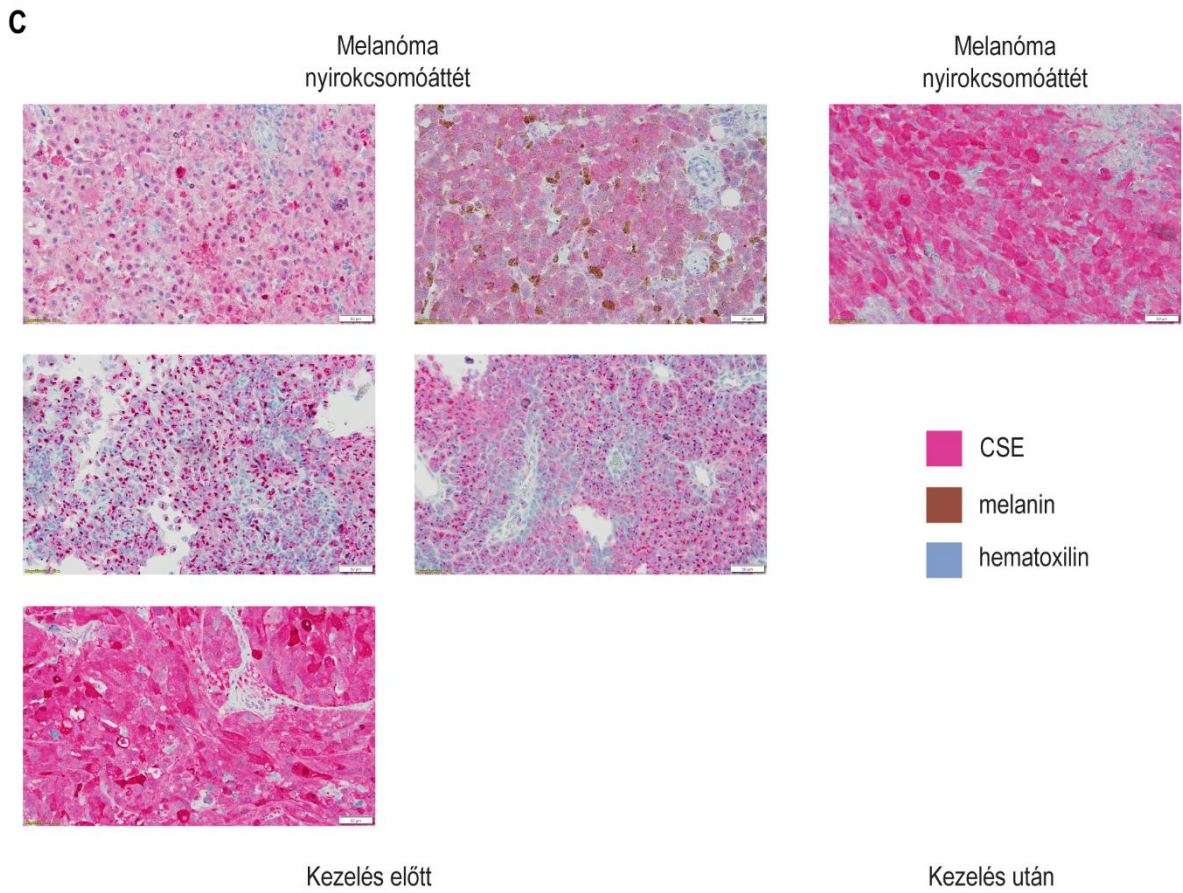 C
Melanóma
nyirokcsomóáttét
Melanóma
nyirokcsomóáttét
CSE
melanin
hematoxilin
Kezelés előtt
Kezelés után